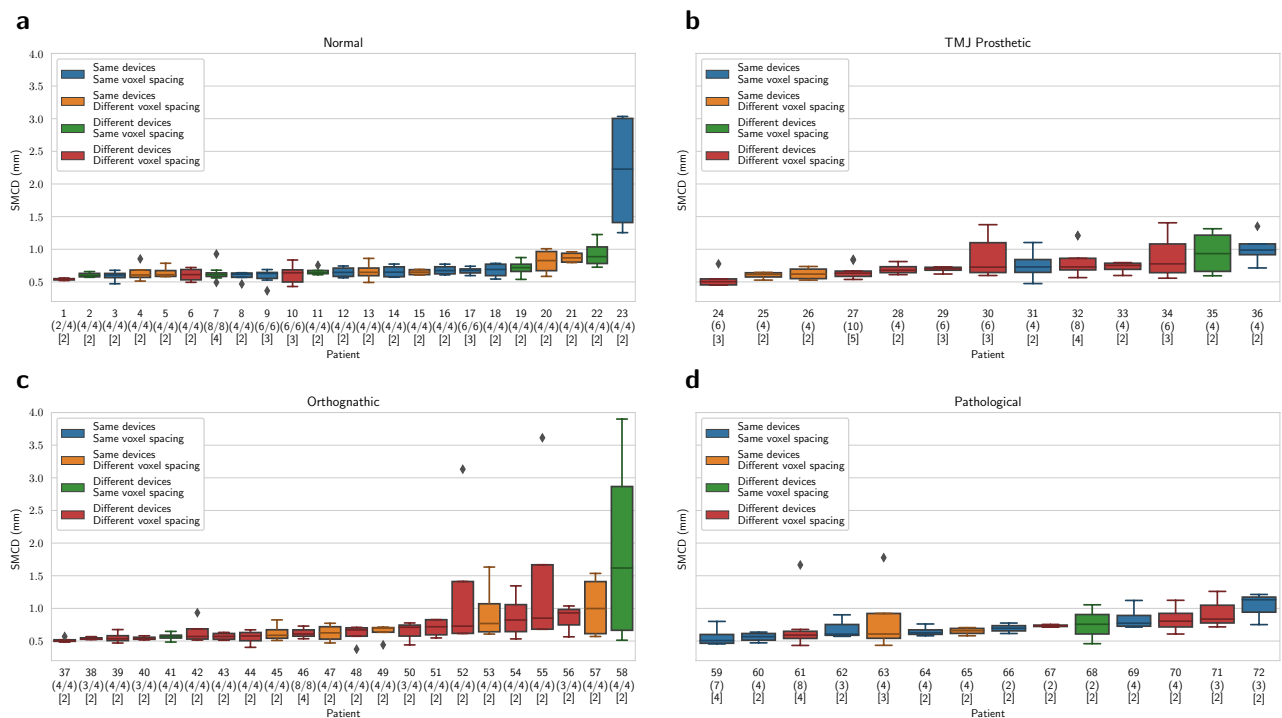 a
Normal
4.0
3.5
3.0
2.5
2.0
1.5
1.0
0.5
SMCD (mm)
Same devices
Same voxel spacing
Same devices
Different voxel spacing
Different devices
Same voxel spacing
Different devices
Different voxel spacing
1 2 3 4 5 6 7 8 9 10 11 12 13 14 15 16 17 18 19 20 21 22 23
(2/4) (4/4) (4/4) (4/4) (4/4) (4/4) (8/8) (4/4) (6/6) (6/6) (4/4) (4/4) (4/4) (4/4) (4/4) (4/4) (6/6) (4/4) (4/4) (4/4) (4/4) (4/4) (4/4)
[2] [2] [2] [2] [2] [2] [4] [2] [3] [3] [2] [2] [2] [2] [2] [2] [3] [2] [2] [2] [2] [2] [2]
Patient
b
TMJ Prosthetic
SMCD (mm)
Same devices
Same voxel spacing
Same devices
Different voxel spacing
Different devices
Same voxel spacing
Different devices
Different voxel spacing
24 25 26 27 28 29 30 31 32 33 34 35 36
(6) (4) (4) (10) (4) (6) (6) (4) (8) (4) (6) (4) (4)
[3] [2] [2] [5] [2] [3] [3] [2] [4] [2] [3] [2] [2]
Patient
c
Orthognathic
4.0
3.5
3.0
2.5
2.0
1.5
1.0
0.5
SMCD (mm)
Same devices
Same voxel spacing
Same devices
Different voxel spacing
Different devices
Same voxel spacing
Different devices
Different voxel spacing
37 38 39 40 41 42 43 44 45 46 47 48 49 50 51 52 53 54 55 56 57 58
(4/4) (3/4) (4/4) (3/4) (4/4) (4/4) (4/4) (4/4) (4/4) (8/8) (4/4) (4/4) (4/4) (3/4) (4/4) (4/4) (4/4) (4/4) (4/4) (3/4) (4/4) (4/4)
[2] [2] [2] [2] [2] [2] [2] [2] [2] [4] [2] [2] [2] [2] [2] [2] [2] [2] [2] [2] [2] [2]
Patient
d
Pathological
SMCD (mm)
Same devices
Same voxel spacing
Same devices
Different voxel spacing
Different devices
Same voxel spacing
Different devices
Different voxel spacing
59 60 61 62 63 64 65 66 67 68 69 70 71 72
(7) (4) (8) (3) (4) (4) (4) (2) (2) (2) (4) (4) (3) (3)
[4] [2] [4] [2] [3] [2] [2] [2] [2] [2] [2] [2] [2] [2]
Patient